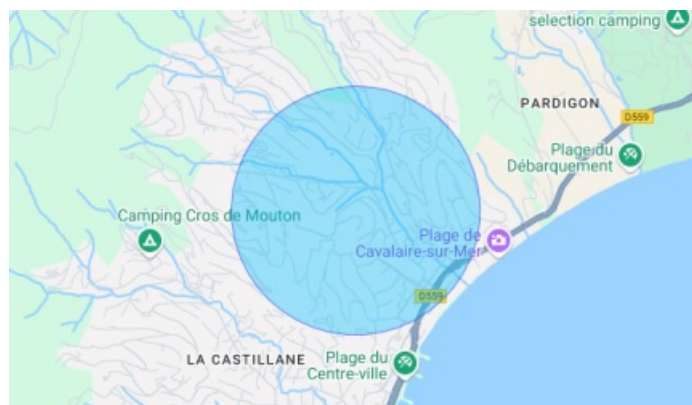 selection camping
PARDIGON
D559
Plage du
Débarquement
Camping Cros de Mouton
Plage de
Cavalaire-sur-Mer
D559
LA CASTILLANE
Plage du
Centre-ville